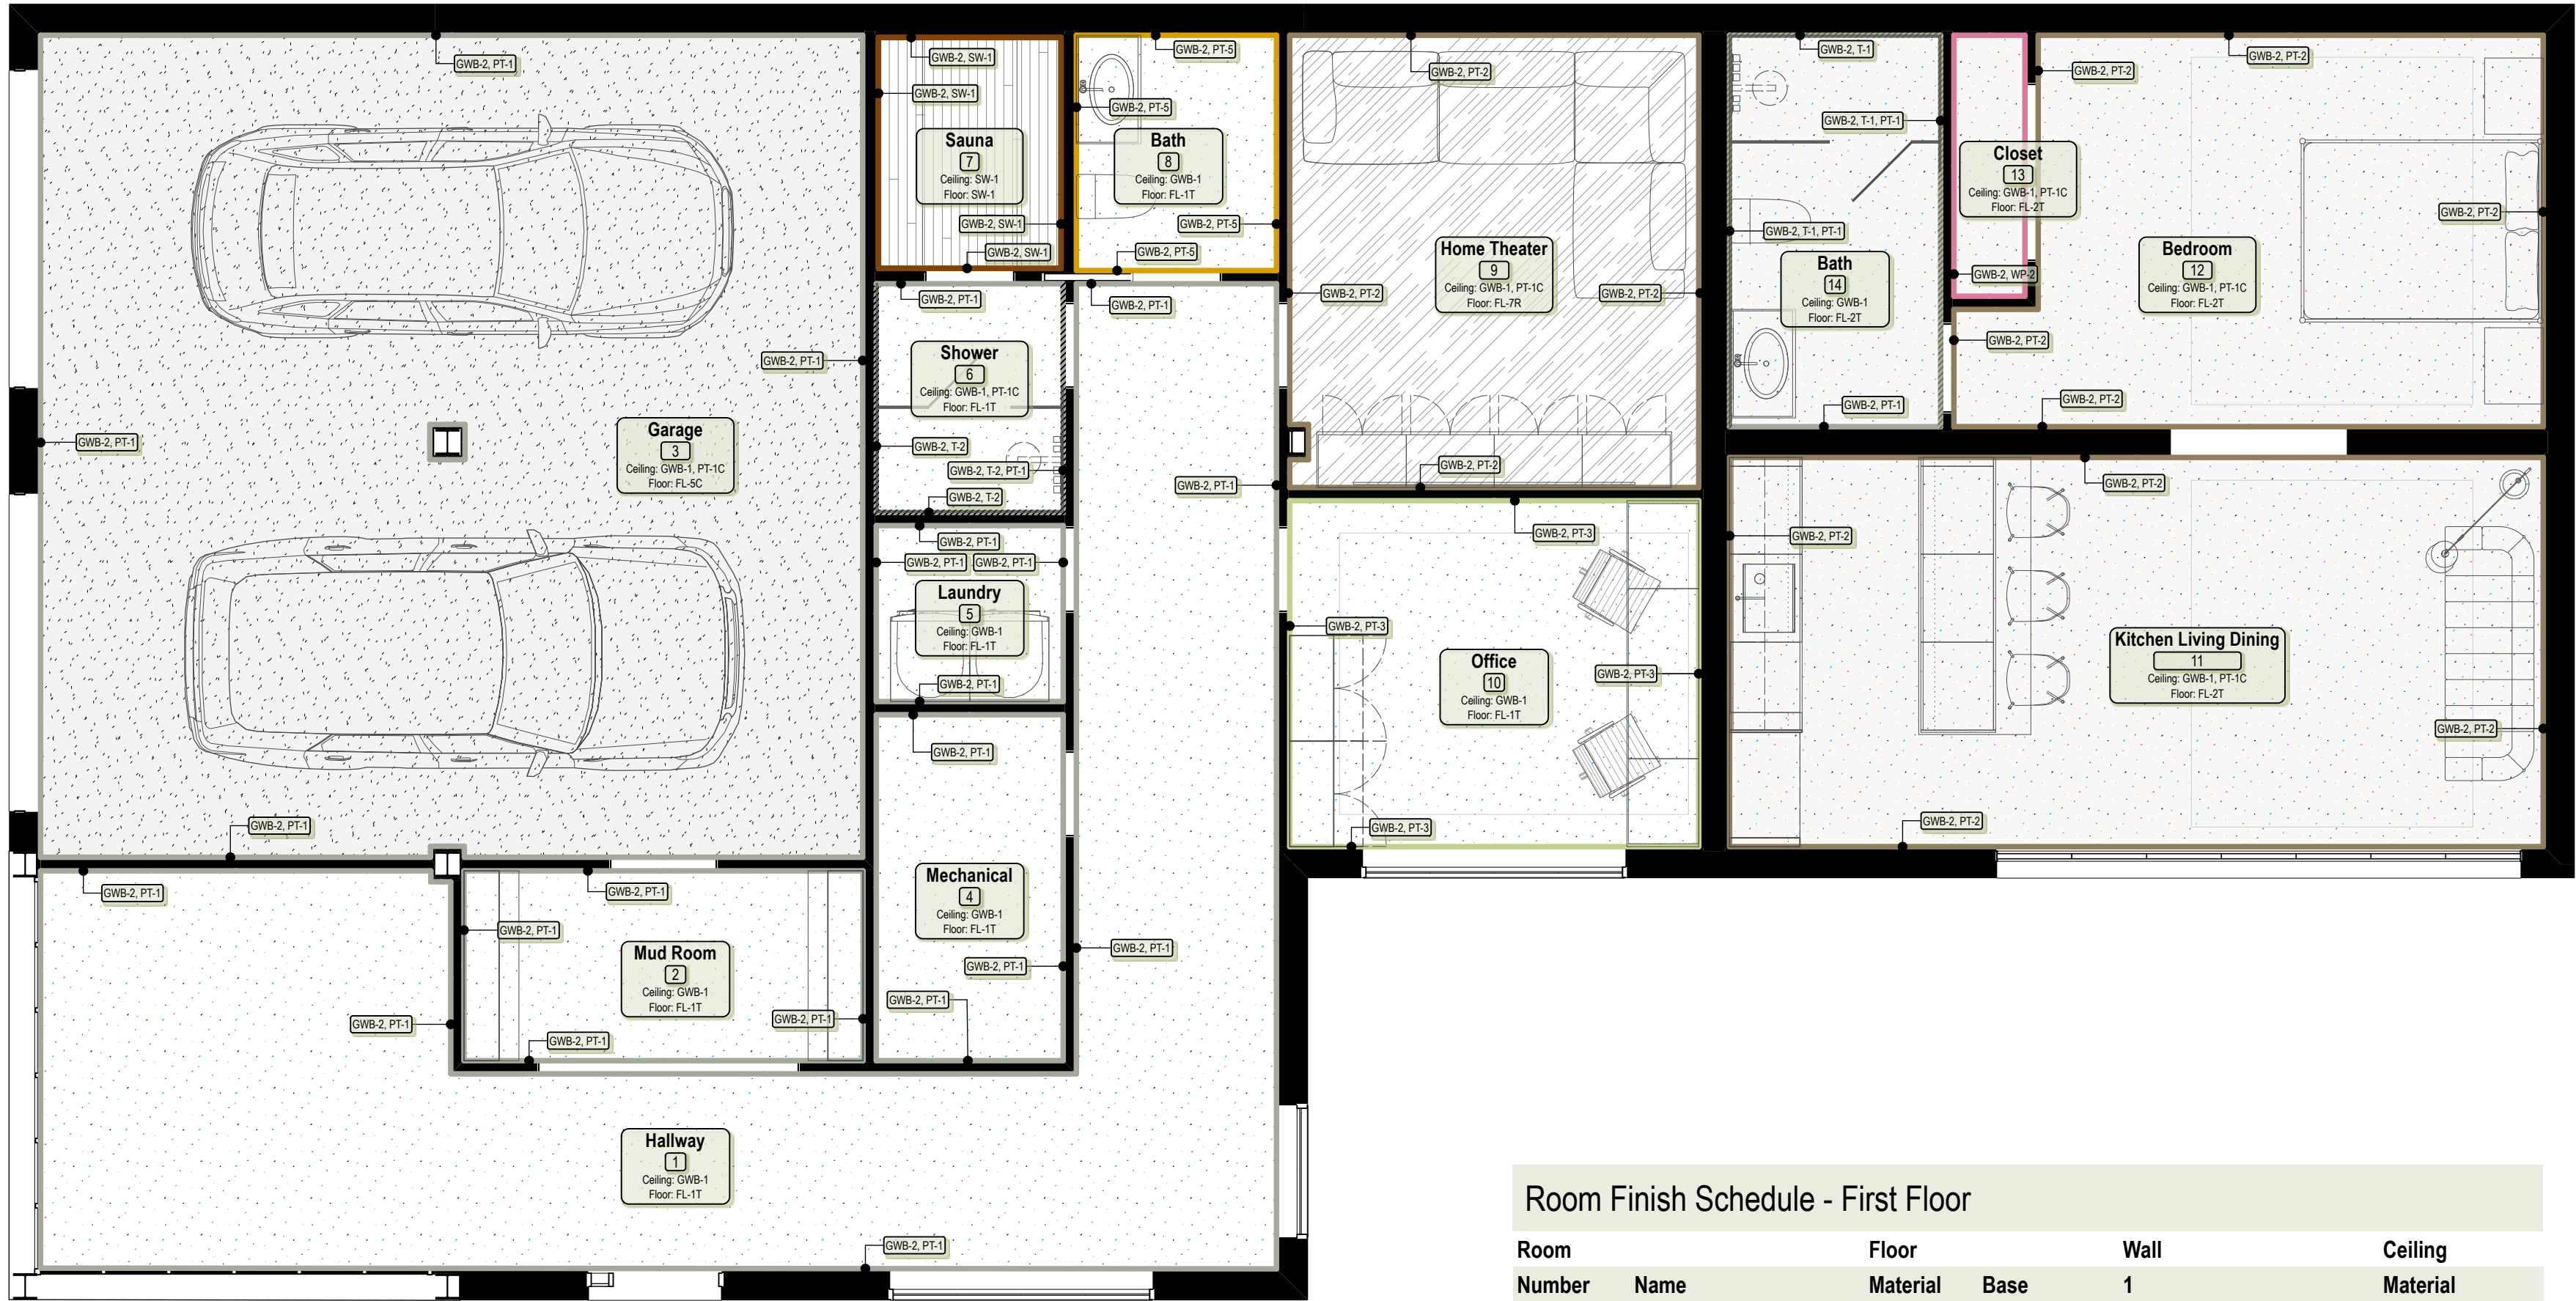 GWB-2, PT-1
GWB-2, SW-1
GWB-2, SW-1
Sauna
7
Ceiling: SW-1
Floor: SW-1
GWB-2, SW-1
GWB-2, SW-1
GWB-2, PT-5
GWB-2, PT-5
Bath
8
Ceiling: GWB-1
Floor: FL-1T
GWB-2, PT-5
GWB-2, PT-5
GWB-2, PT-2
Home Theater
9
Ceiling: GWB-1, PT-1C
Floor: FL-7R
GWB-2, PT-2
GWB-2, PT-2
GWB-2, PT-2
GWB-2, T-1
GWB-2, T-1, PT-1
GWB-2, T-1, PT-1
Bath
14
Ceiling: GWB-1
Floor: FL-2T
GWB-2, PT-1
Closet
13
Ceiling: GWB-1, PT-1C
Floor: FL-2T
GWB-2, WP-2
GWB-2, PT-2
GWB-2, PT-2
GWB-2, PT-2
Bedroom
12
Ceiling: GWB-1, PT-1C
Floor: FL-2T
GWB-2, PT-2
GWB-2, PT-2
GWB-2, PT-1
GWB-2, PT-1
Garage
3
Ceiling: GWB-1, PT-1C
Floor: FL-5C
GWB-2, PT-1
GWB-2, PT-1
Shower
6
Ceiling: GWB-1, PT-1C
Floor: FL-1T
GWB-2, T-2
GWB-2, T-2, PT-1
GWB-2, T-2
GWB-2, PT-1
GWB-2, PT-1
GWB-2, PT-1
GWB-2, PT-1
GWB-2, PT-1
Laundry
5
Ceiling: GWB-1
Floor: FL-1T
GWB-2, PT-1
GWB-2, PT-3
GWB-2, PT-3
Office
10
Ceiling: GWB-1
Floor: FL-1T
GWB-2, PT-3
GWB-2, PT-3
GWB-2, PT-2
GWB-2, PT-2
Kitchen Living Dining
11
Ceiling: GWB-1, PT-1C
Floor: FL-2T
GWB-2, PT-2
GWB-2, PT-2
GWB-2, PT-1
Mechanical
4
Ceiling: GWB-1
Floor: FL-1T
GWB-2, PT-1
GWB-2, PT-1
GWB-2, PT-1
GWB-2, PT-1
GWB-2, PT-1
GWB-2, PT-1
GWB-2, PT-1
Mud Room
2
Ceiling: GWB-1
Floor: FL-1T
GWB-2, PT-1
GWB-2, PT-1
GWB-2, PT-1
Hallway
1
Ceiling: GWB-1
Floor: FL-1T
GWB-2, PT-1
Room Finish Schedule - First Floor
Room Floor Wall Ceiling
Number Name Material Base 1 Material